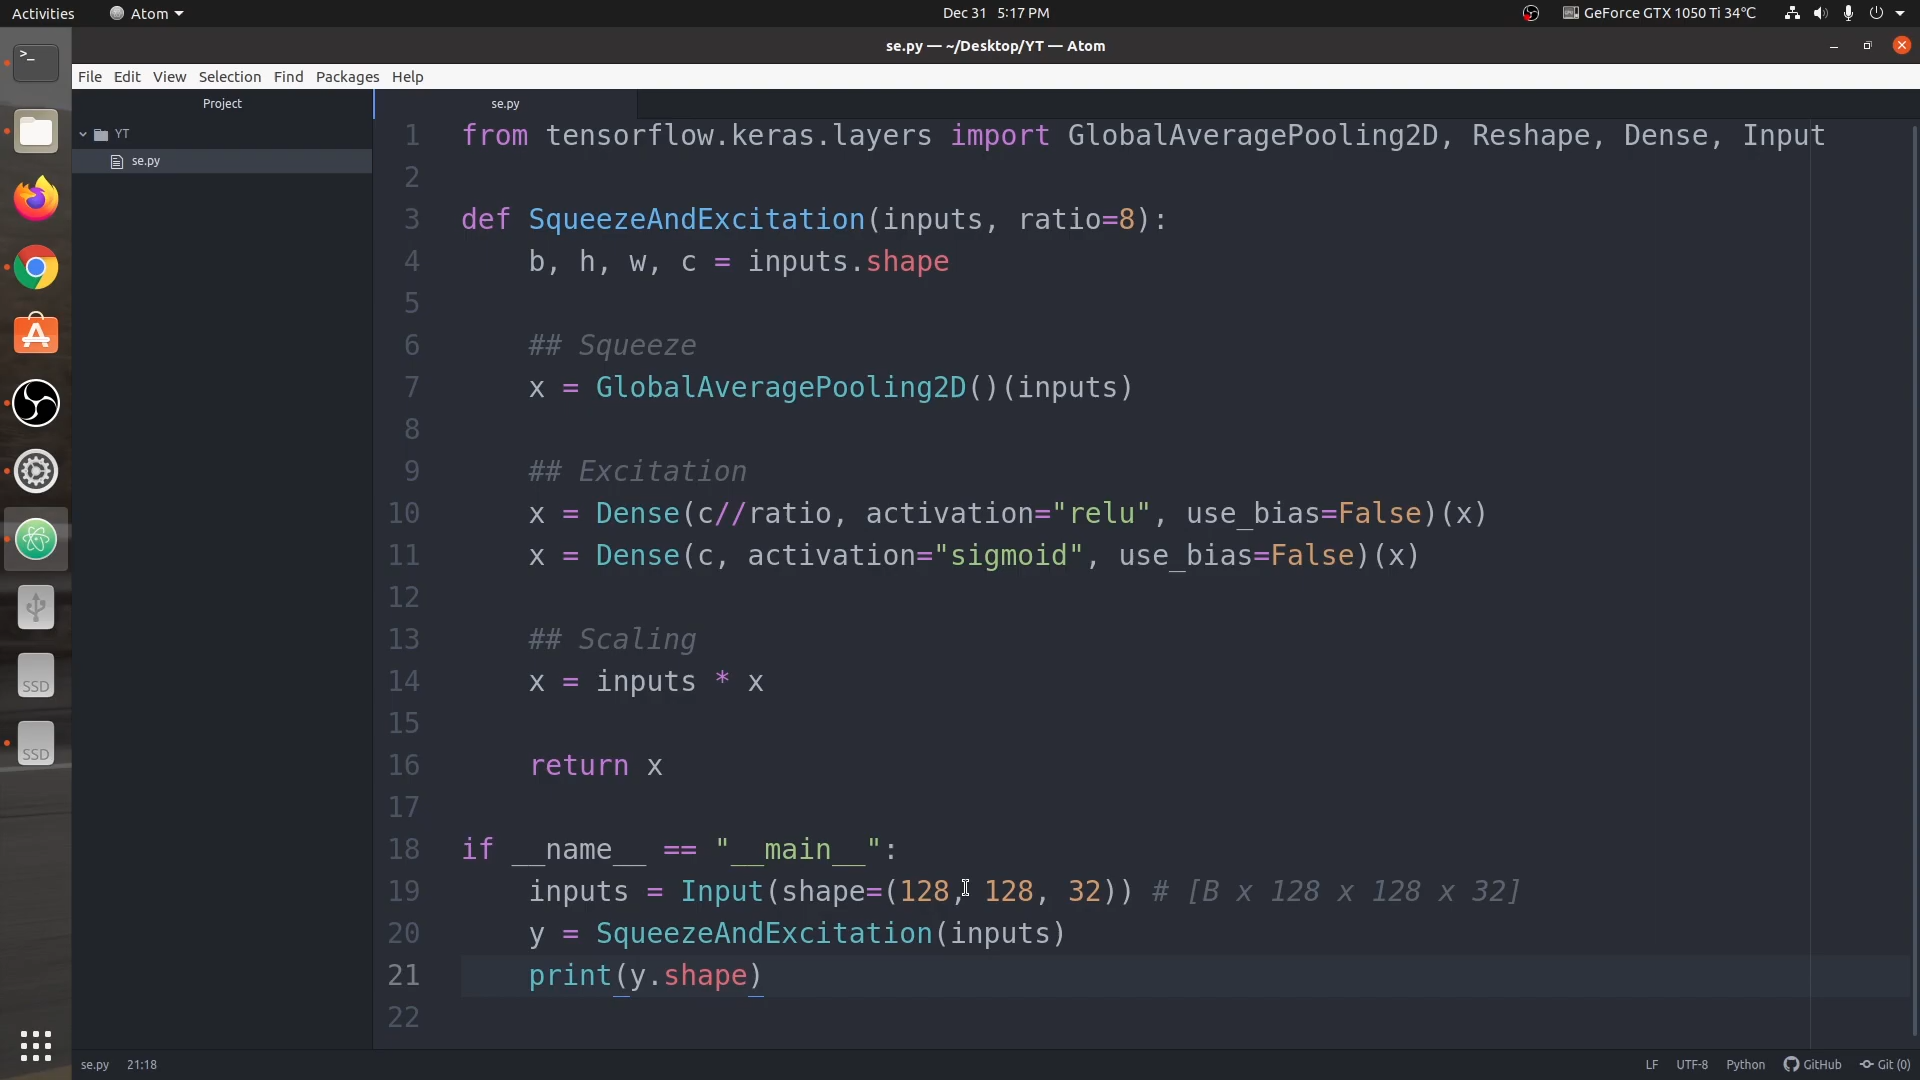 Activities Atom Dec 31 5:17 PM GeForce GTX 1050 Ti 34°C
se.py — ~/Desktop/YT — Atom
File Edit View Selection Find Packages Help
Project se.py
YT
se.py
1 from tensorflow.keras.layers import GlobalAveragePooling2D, Reshape, Dense, Input
2
3 def SqueezeAndExcitation(inputs, ratio=8):
4 b, h, w, c = inputs.shape
5
6 ## Squeeze
7 x = GlobalAveragePooling2D()(inputs)
8
9 ## Excitation
10 x = Dense(c//ratio, activation="relu", use_bias=False)(x)
11 x = Dense(c, activation="sigmoid", use_bias=False)(x)
12
13 ## Scaling
14 x = inputs * x
15
16 return x
17
18 if __name__ == "__main__":
19 inputs = Input(shape=(128, 128, 32)) # [B x 128 x 128 x 32]
20 y = SqueezeAndExcitation(inputs)
21 print(y.shape)
22
SSD
SSD
se.py 21:18 LF UTF-8 Python GitHub Git (0)